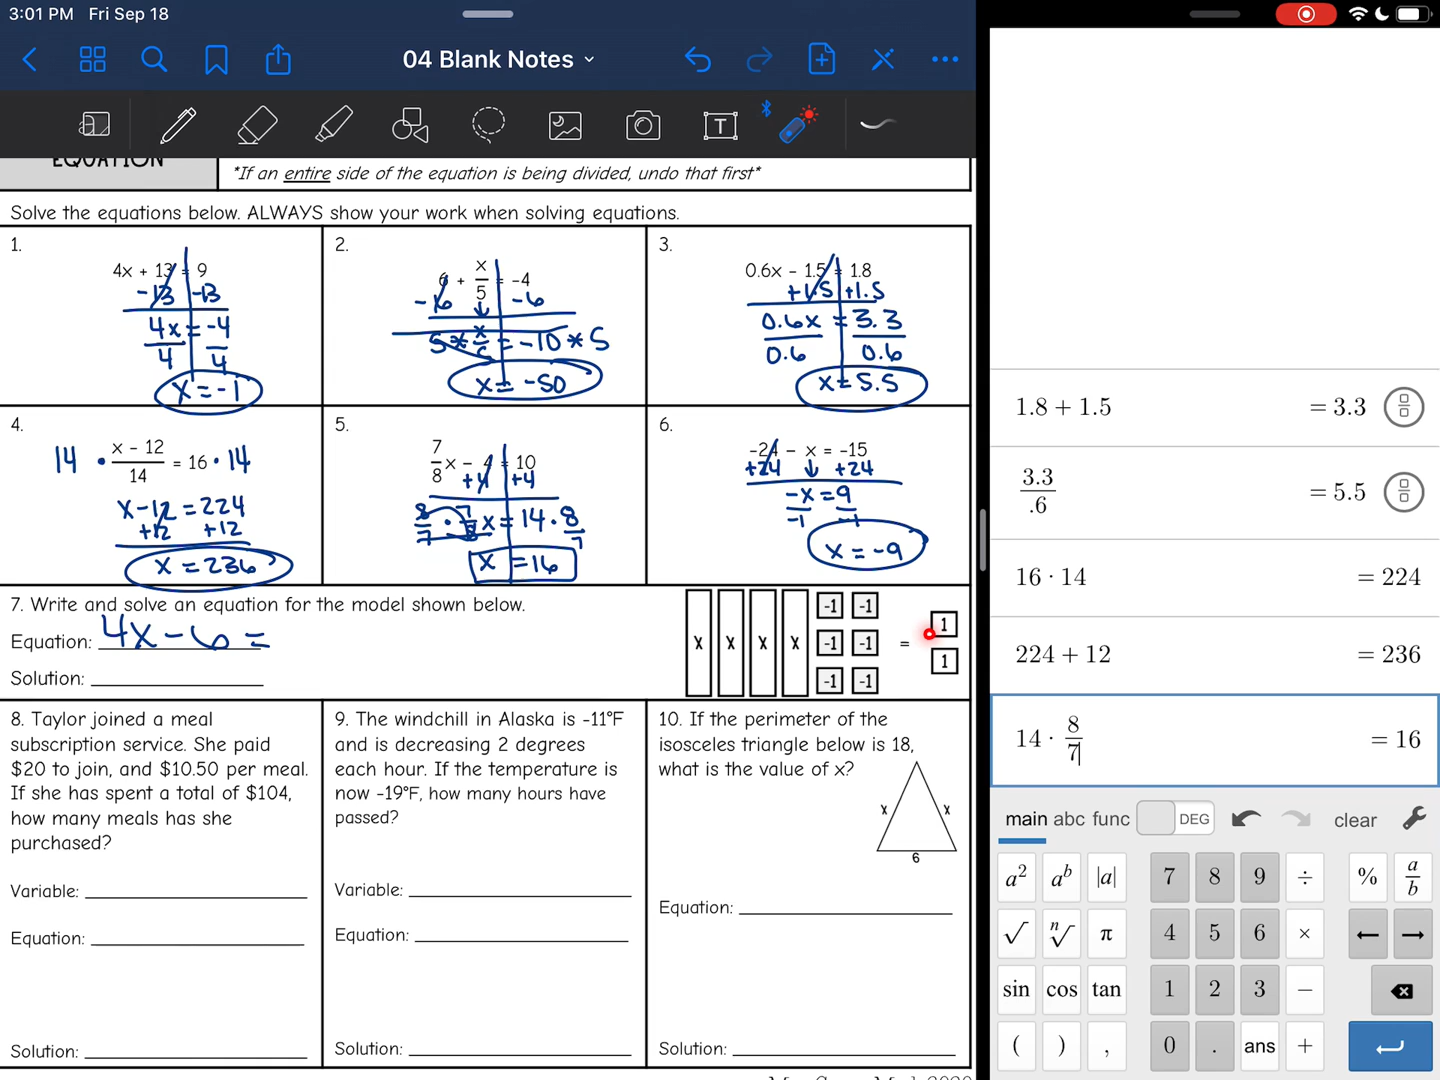 3:01 PM Fri Sep 18
04 Blank Notes
T
EQUATION
*If an entire side of the equation is being divided, undo that first*
Solve the equations below. ALWAYS show your work when solving equations.
1.
4x + 13 = 9
-13 -13
4x = -4
4 4
x = -1
2.
6 + x/5 = -4
-6 -6
5 * x/5 = -10 * 5
x = -50
3.
0.6x - 1.5 = 1.8
+1.5 +1.5
0.6x = 3.3
0.6 0.6
x = 5.5
4.
14 • x - 12 / 14 = 16 • 14
x - 12 = 224
+12 +12
x = 236
5.
7/8 x - 4 = 10
+4 +4
8/7 • 7/8 x = 14 • 8/7
x = 16
6.
-24 - x = -15
+24 ↓ +24
-x = 9
-1 -1
x = -9
7. Write and solve an equation for the model shown below.
Equation: 4x - 6 =
Solution:
x x x x -1 -1 -1 -1 -1 -1 = 1 1
8. Taylor joined a meal
subscription service. She paid
$20 to join, and $10.50 per meal.
If she has spent a total of $104,
how many meals has she
purchased?
Variable:
Equation:
Solution:
9. The windchill in Alaska is -11°F
and is decreasing 2 degrees
each hour. If the temperature is
now -19°F, how many hours have
passed?
Variable:
Equation:
Solution:
10. If the perimeter of the
isosceles triangle below is 18,
what is the value of x?
x x
6
Equation:
Solution:
1.8 + 1.5 = 3.3
3.3/.6 = 5.5
16 · 14 = 224
224 + 12 = 236
14 · 8/7 = 16
main abc func DEG clear
a² aᵇ |a| 7 8 9 ÷ % a/b
√ ⁿ√ π 4 5 6 × ← →
sin cos tan 1 2 3 −
( ) , 0 . ans +